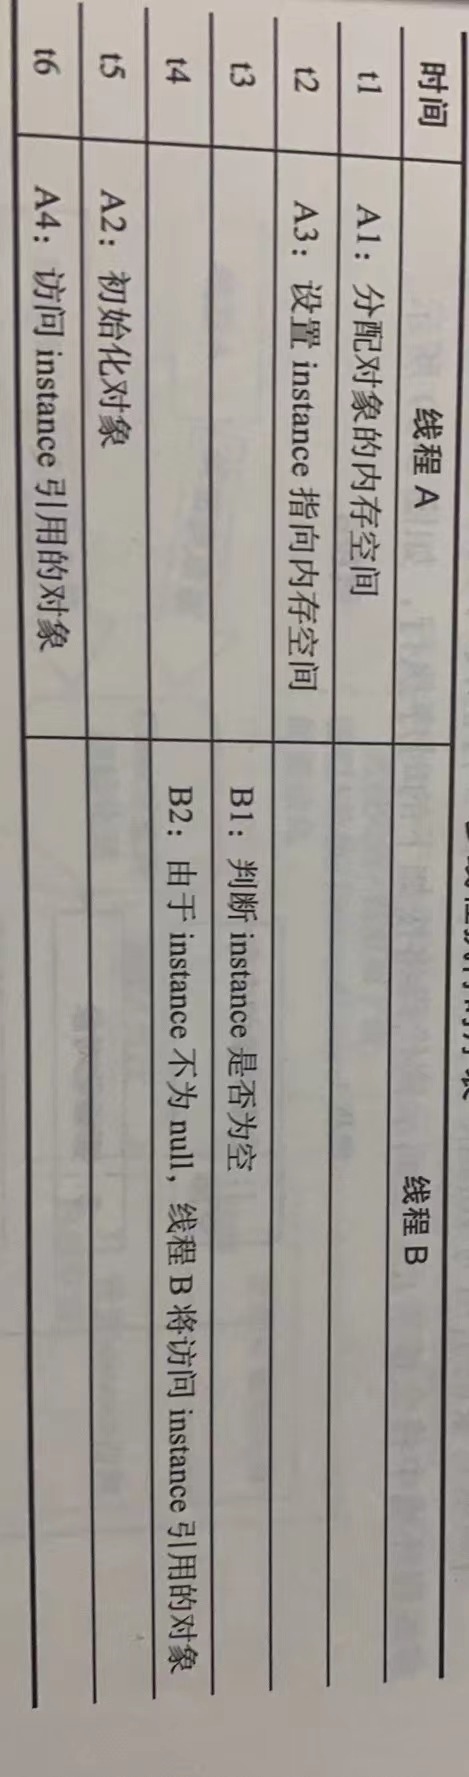 时间 线程 A 线程 B
t1 A1：分配对象的内存空间
t2 A3：设置 instance 指向内存空间
t3 B1：判断 instance 是否为空
t4 B2：由于 instance 不为 null，线程 B 将访问 instance 引用的对象
t5 A2：初始化对象
t6 A4：访问 instance 引用的对象